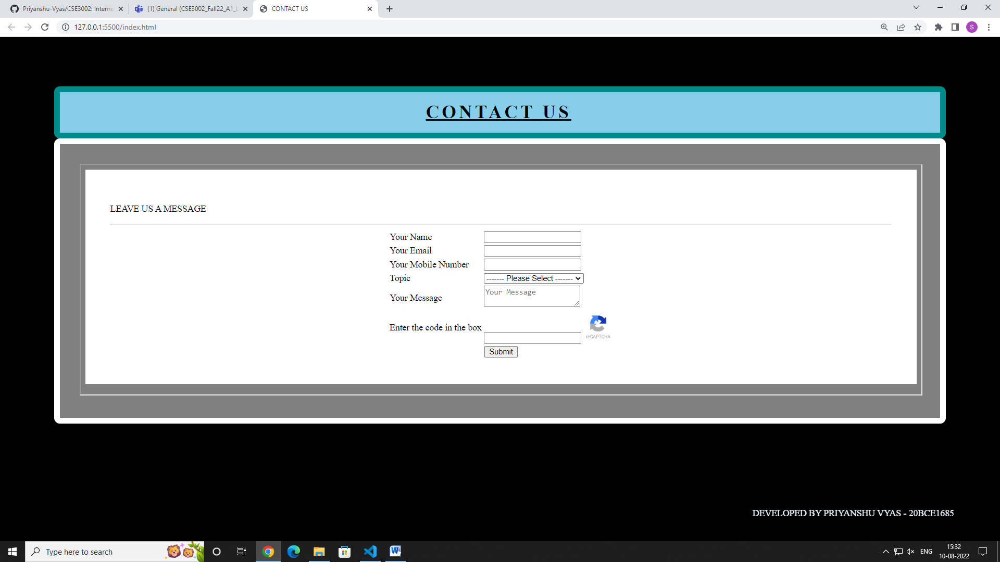 Priyanshu-Vyas/CSE3002: Interne
(1) General (CSE3002_Fall22_A1_L
CONTACT US
127.0.0.1:5500/index.html
S
CONTACT US
LEAVE US A MESSAGE
Your Name
Your Email
Your Mobile Number
Topic
------- Please Select -------
Your Message
Your Message
Enter the code in the box
reCAPTCHA
Submit
DEVELOPED BY PRIYANSHU VYAS - 20BCE1685
Type here to search
ENG
15:32
10-08-2022